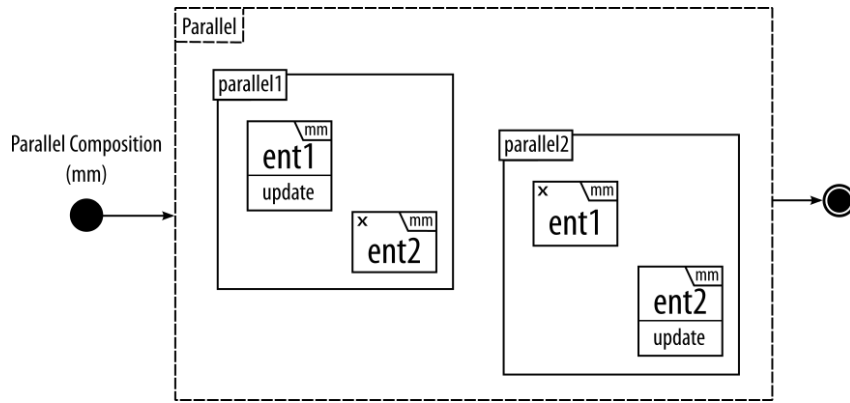 Parallel
parallel1
mm
ent1
update
x mm
ent2
Parallel Composition
(mm)
parallel2
x mm
ent1
mm
ent2
update